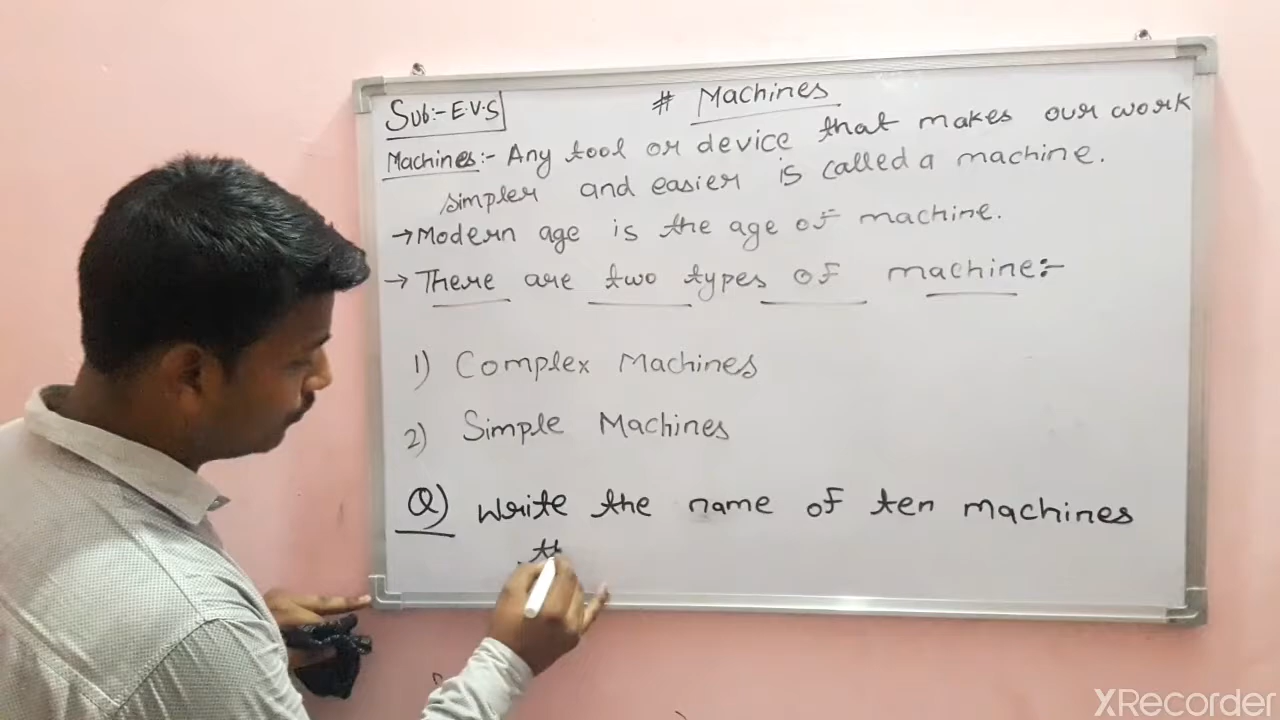 Sub:- E.V.S
# Machines
Machines:- Any tool or device that makes our work
simpler and easier is called a machine.
→ Modern age is the age of machine.
→ There are two types of machine:-
1) Complex Machines
2) Simple Machines
Q) Write the name of ten machines
th
XRecorder